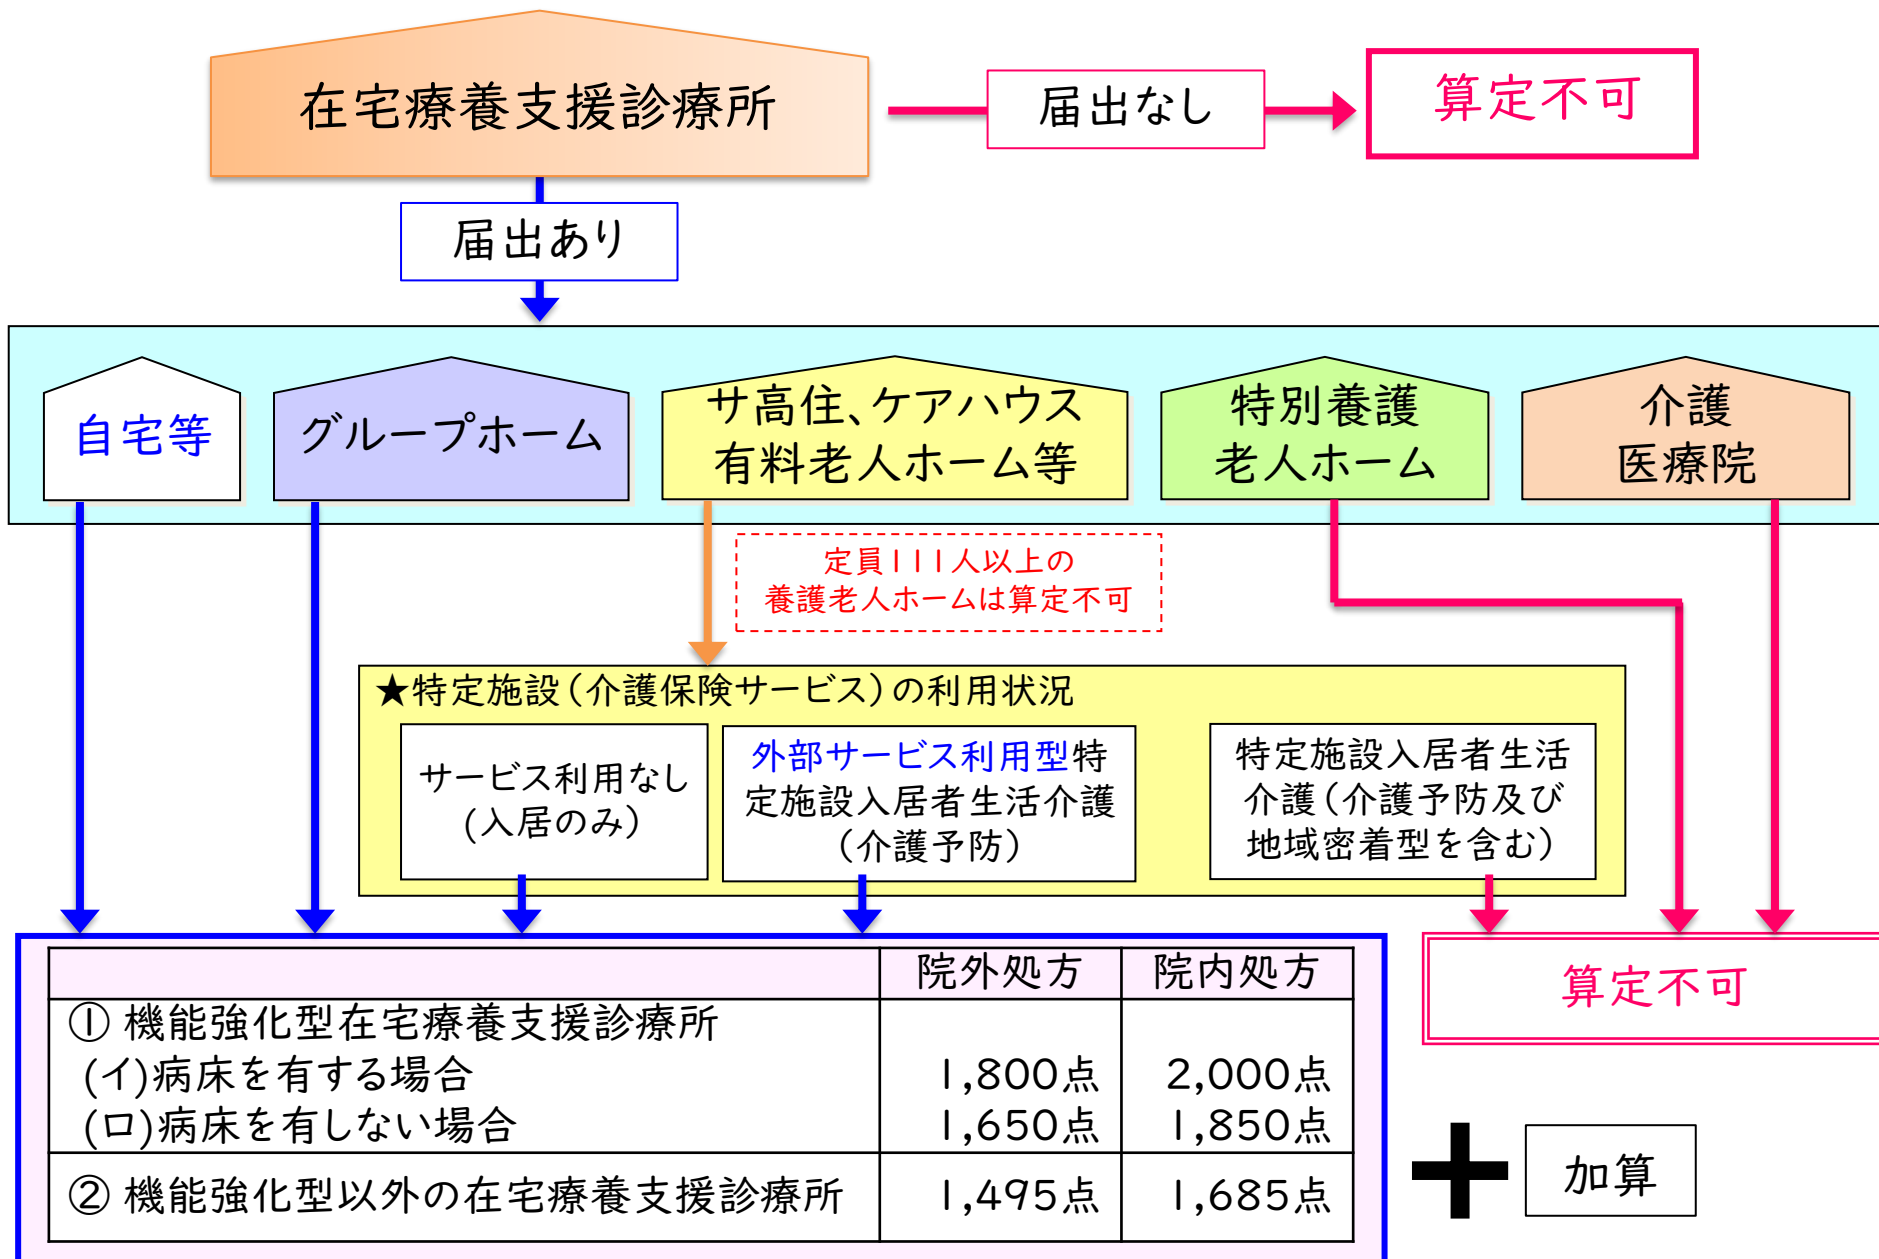 在宅療養支援診療所
届出なし
算定不可
届出あり
自宅等
グループホーム
サ高住、ケアハウス
有料老人ホーム等
特別養護
老人ホーム
介護
医療院
定員111人以上の
養護老人ホームは算定不可
★特定施設（介護保険サービス）の利用状況
サービス利用なし
(入居のみ）
外部サービス利用型特
定施設入居者生活介護
（介護予防）
特定施設入居者生活
介護（介護予防及び
地域密着型を含む）
院外処方 院内処方
① 機能強化型在宅療養支援診療所
(イ)病床を有する場合 1,800点 2,000点
(ロ)病床を有しない場合 1,650点 1,850点
② 機能強化型以外の在宅療養支援診療所 1,495点 1,685点
算定不可
加算